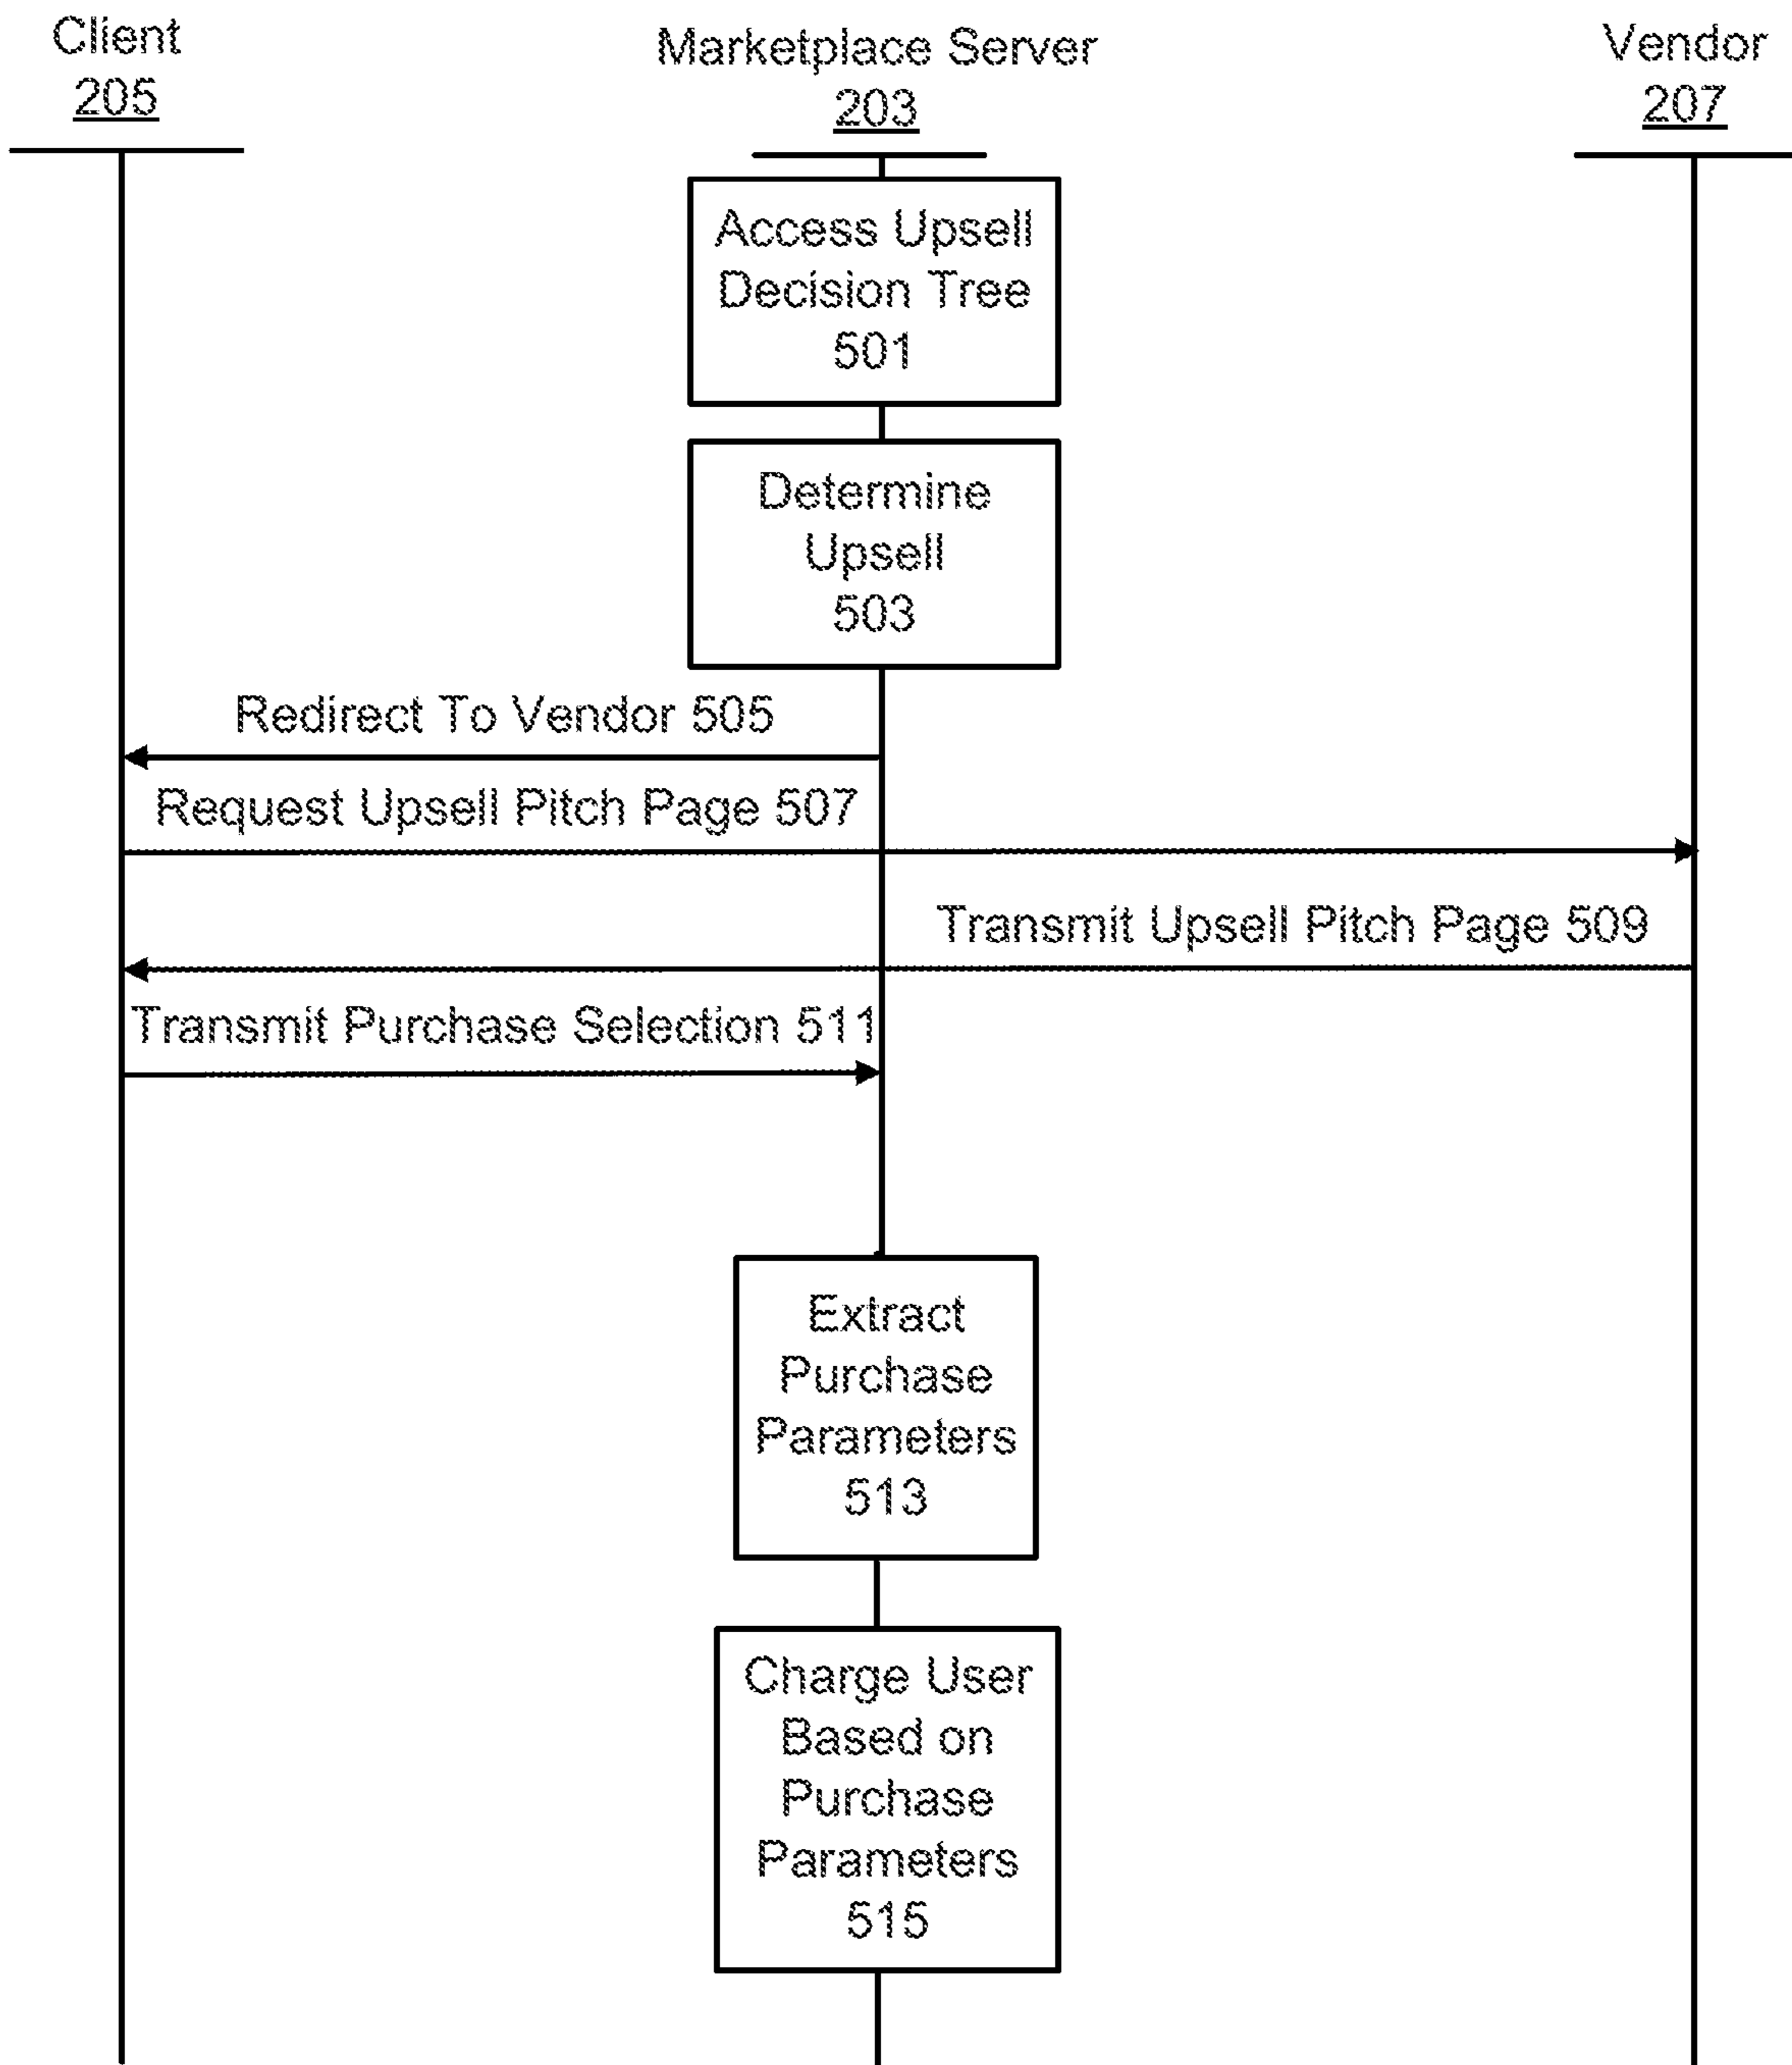 Client
205
Marketplace Server
203
Vendor
207
Access Upsell
Decision Tree
501
Determine
Upsell
503
Redirect To Vendor 505
Request Upsell Pitch Page 507
Transmit Upsell Pitch Page 509
Transmit Purchase Selection 511
Extract
Purchase
Parameters
513
Charge User
Based on
Purchase
Parameters
515